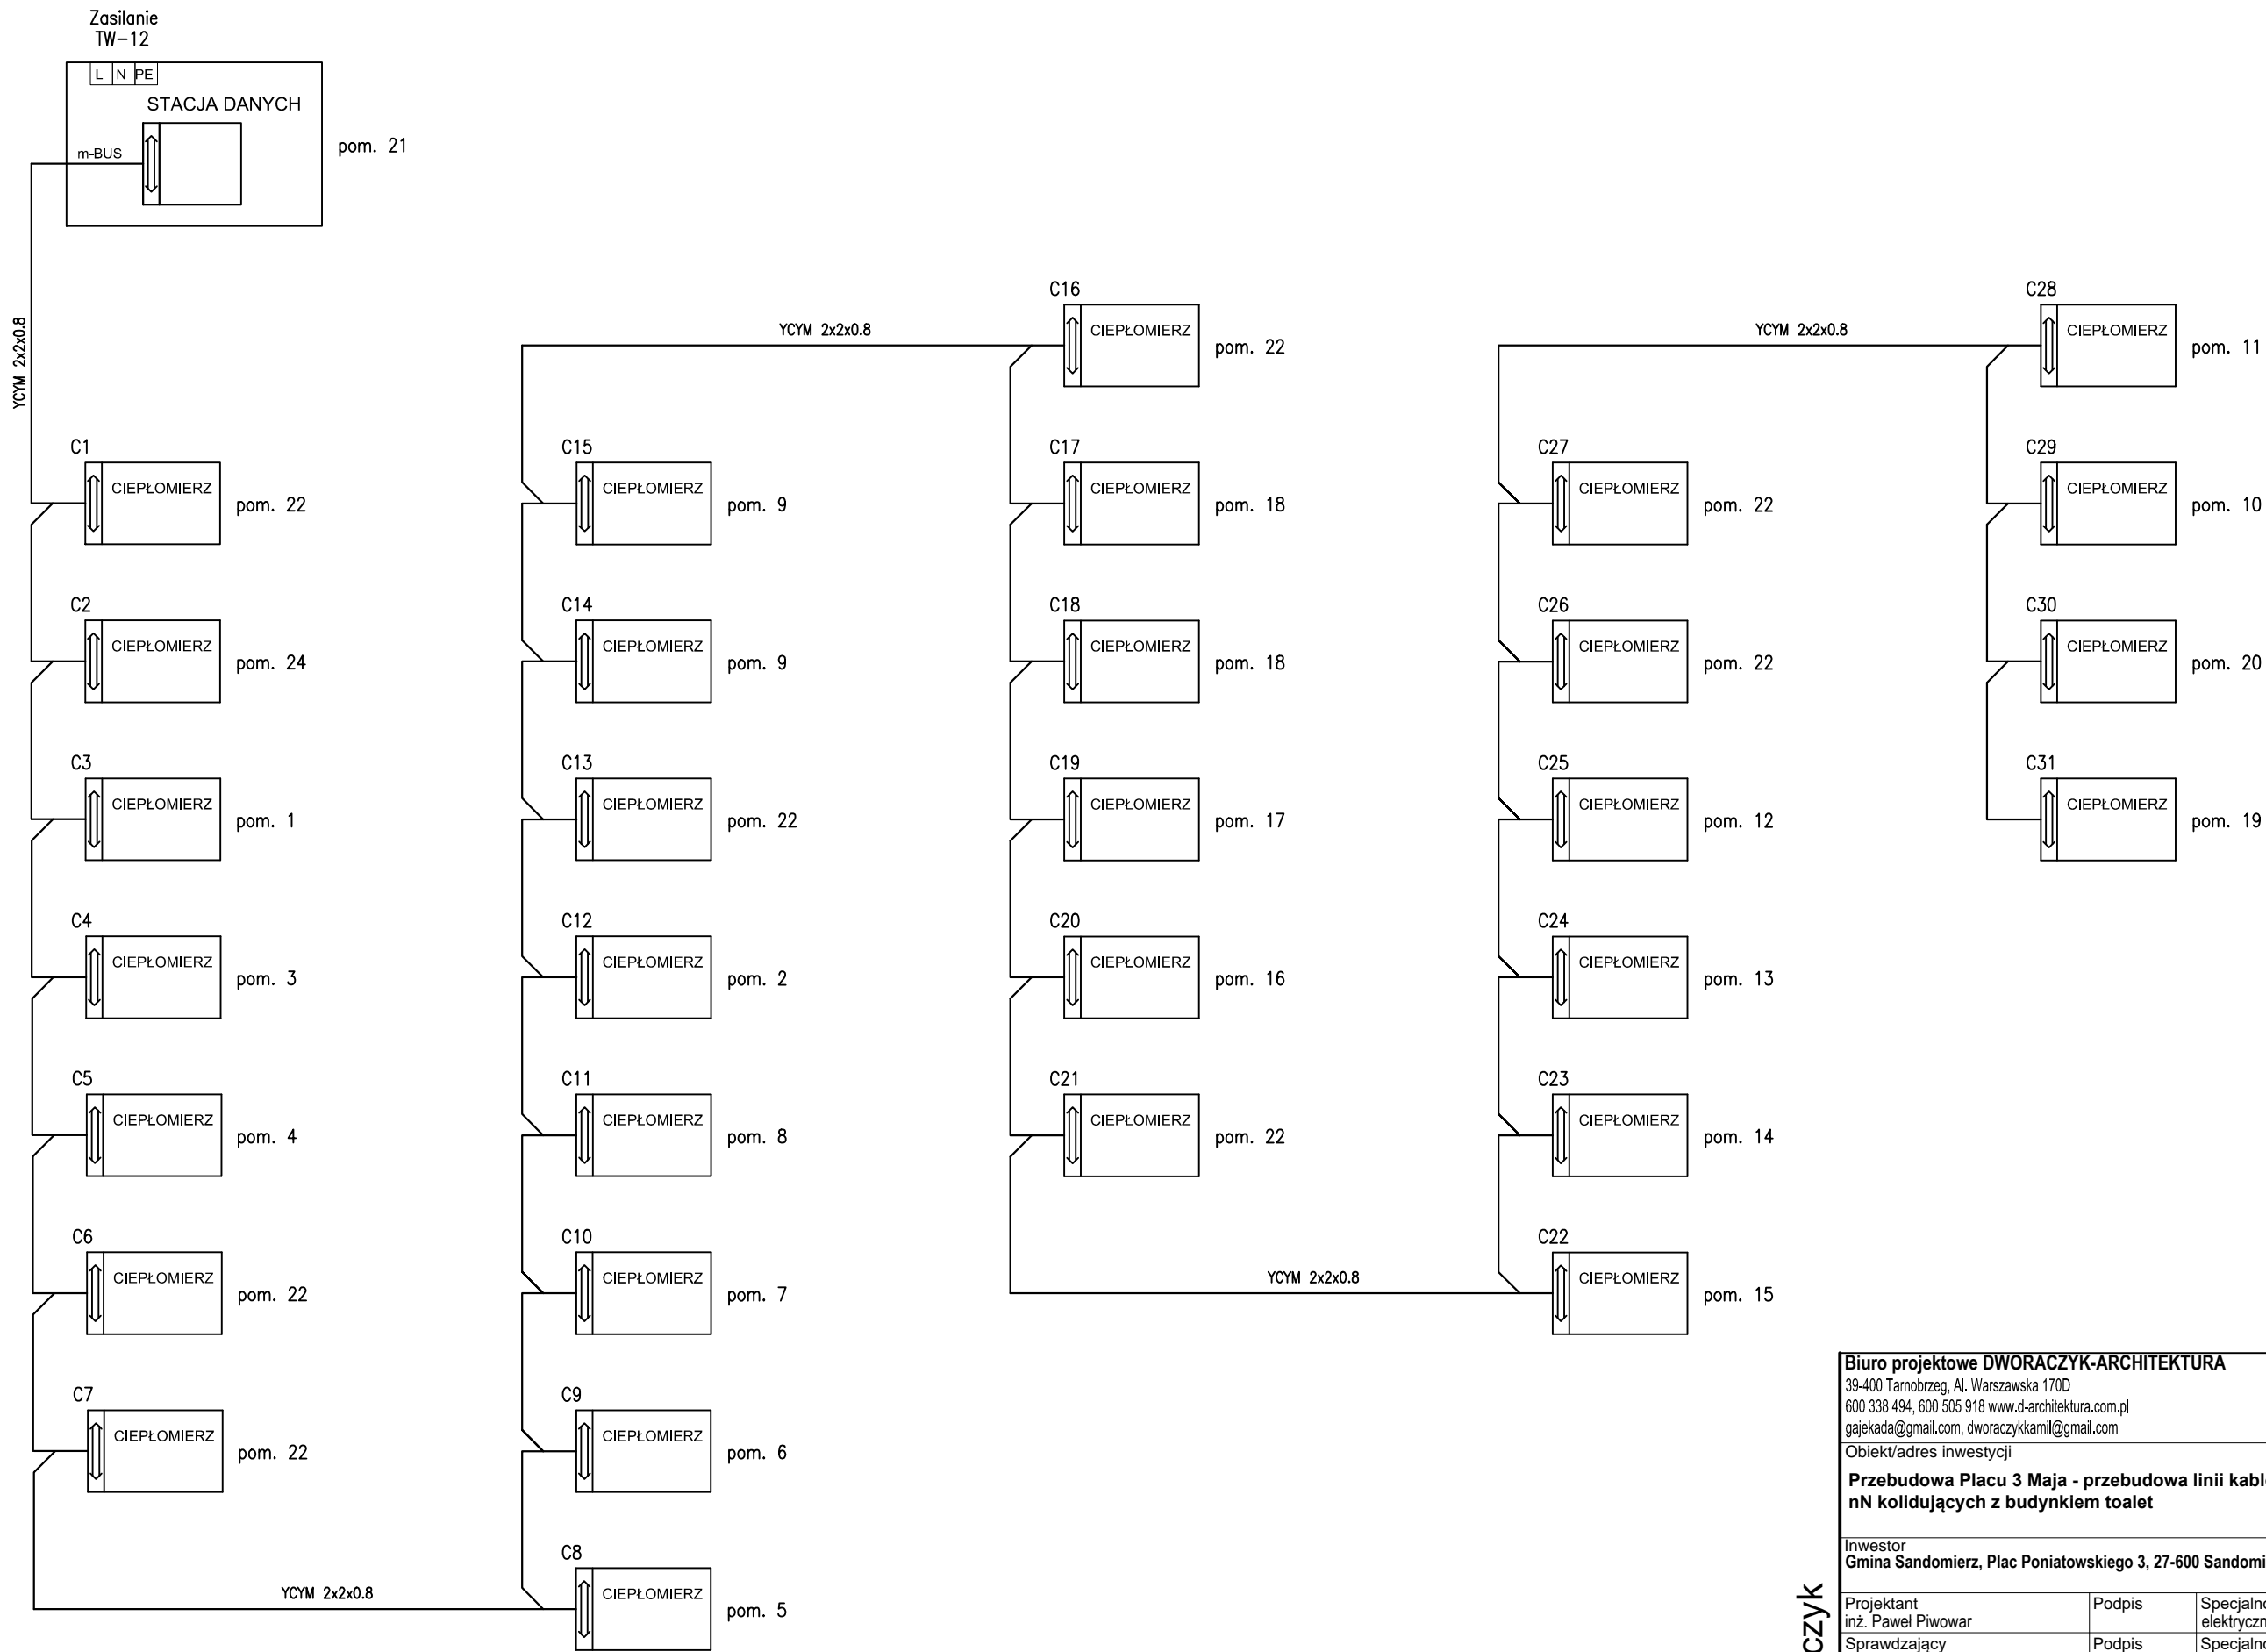 Zasilanie
TW-12
L N PE
STACJA DANYCH
m-BUS
pom. 21
YCYM 2x2x0.8
C1
CIEPŁOMIERZ
pom. 22
C2
CIEPŁOMIERZ
pom. 24
C3
CIEPŁOMIERZ
pom. 1
C4
CIEPŁOMIERZ
pom. 3
C5
CIEPŁOMIERZ
pom. 4
C6
CIEPŁOMIERZ
pom. 22
C7
CIEPŁOMIERZ
pom. 22
YCYM 2x2x0.8
C15
CIEPŁOMIERZ
pom. 9
C14
CIEPŁOMIERZ
pom. 9
C13
CIEPŁOMIERZ
pom. 22
C12
CIEPŁOMIERZ
pom. 2
C11
CIEPŁOMIERZ
pom. 8
C10
CIEPŁOMIERZ
pom. 7
C9
CIEPŁOMIERZ
pom. 6
C8
CIEPŁOMIERZ
pom. 5
YCYM 2x2x0.8
C16
CIEPŁOMIERZ
pom. 22
C17
CIEPŁOMIERZ
pom. 18
C18
CIEPŁOMIERZ
pom. 18
C19
CIEPŁOMIERZ
pom. 17
C20
CIEPŁOMIERZ
pom. 16
C21
CIEPŁOMIERZ
pom. 22
YCYM 2x2x0.8
C27
CIEPŁOMIERZ
pom. 22
C26
CIEPŁOMIERZ
pom. 22
C25
CIEPŁOMIERZ
pom. 12
C24
CIEPŁOMIERZ
pom. 13
C23
CIEPŁOMIERZ
pom. 14
C22
CIEPŁOMIERZ
pom. 15
YCYM 2x2x0.8
C28
CIEPŁOMIERZ
pom. 11
C29
CIEPŁOMIERZ
pom. 10
C30
CIEPŁOMIERZ
pom. 20
C31
CIEPŁOMIERZ
pom. 19
czyk
Biuro projektowe DWORACZYK-ARCHITEKTURA
39-400 Tarnobrzeg, Al. Warszawska 170D
600 338 494, 600 505 918 www.d-architektura.com.pl
gajekada@gmail.com, dworaczykkamil@gmail.com
Obiekt/adres inwestycji
Przebudowa Placu 3 Maja - przebudowa linii kabl
nN kolidujących z budynkiem toalet
Inwestor
Gmina Sandomierz, Plac Poniatowskiego 3, 27-600 Sandomi
Projektant Podpis Specjaln
inż. Paweł Piwowar elektryczn
Sprawdzający Podpis Specjaln